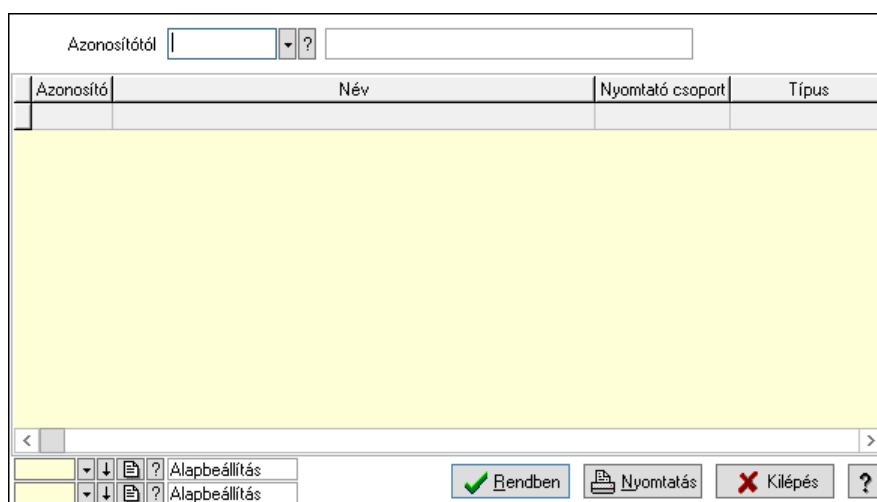 Azonosítótól ?
Azonosító Név Nyomtató csoport Típus
? Alapbeállítás
? Alapbeállítás
Rendben Nyomtatás Kilépés ?